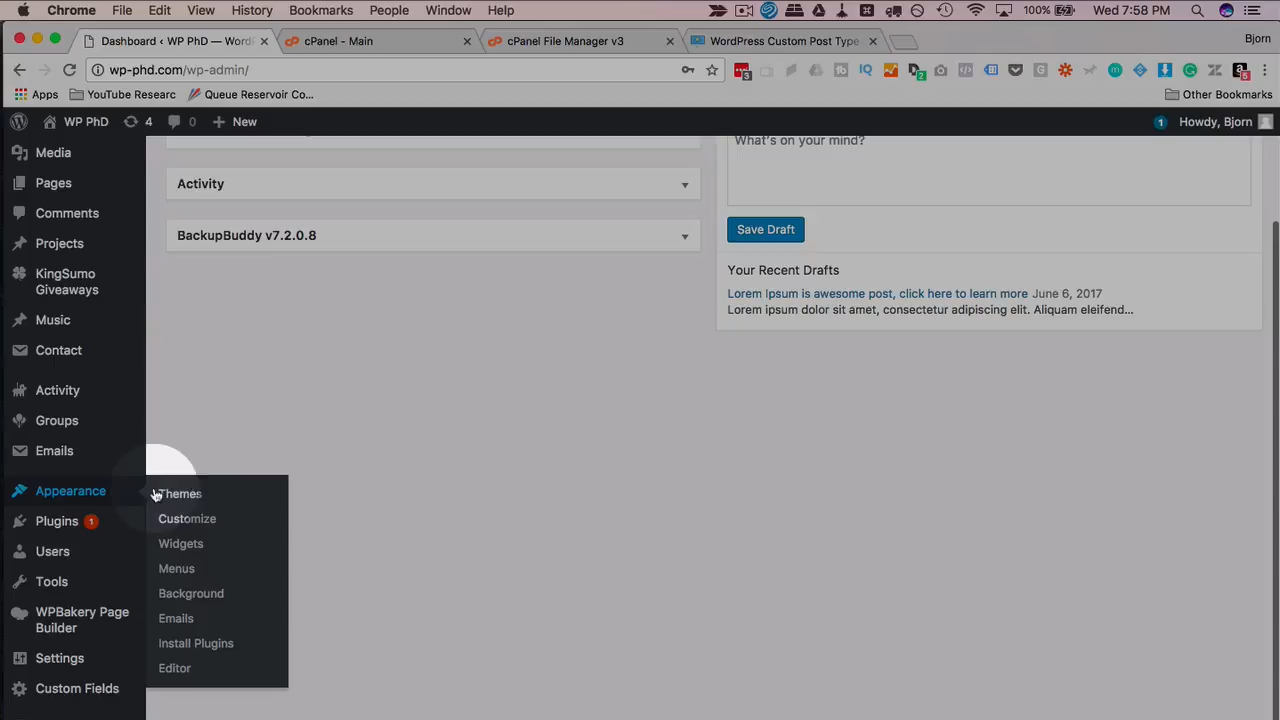 Chrome File Edit View History Bookmarks People Window Help 100% Wed 7:58 PM
Dashboard ‹ WP PhD — WordP cPanel - Main cPanel File Manager v3 WordPress Custom Post Type Bjorn
wp-phd.com/wp-admin/
Apps YouTube Researc Queue Reservoir Co... Other Bookmarks
WP PhD 4 0 New 1 Howdy, Bjorn
Media
What's on your mind?
Pages
Activity
Comments
Save Draft
Projects
BackupBuddy v7.2.0.8
KingSumo
Giveaways
Your Recent Drafts
Lorem Ipsum is awesome post, click here to learn more June 6, 2017
Lorem ipsum dolor sit amet, consectetur adipiscing elit. Aliquam eleifend...
Music
Contact
Activity
Groups
Emails
Appearance
Themes
Customize
Widgets
Menus
Background
Emails
Install Plugins
Editor
Plugins 1
Users
Tools
WPBakery Page
Builder
Settings
Custom Fields